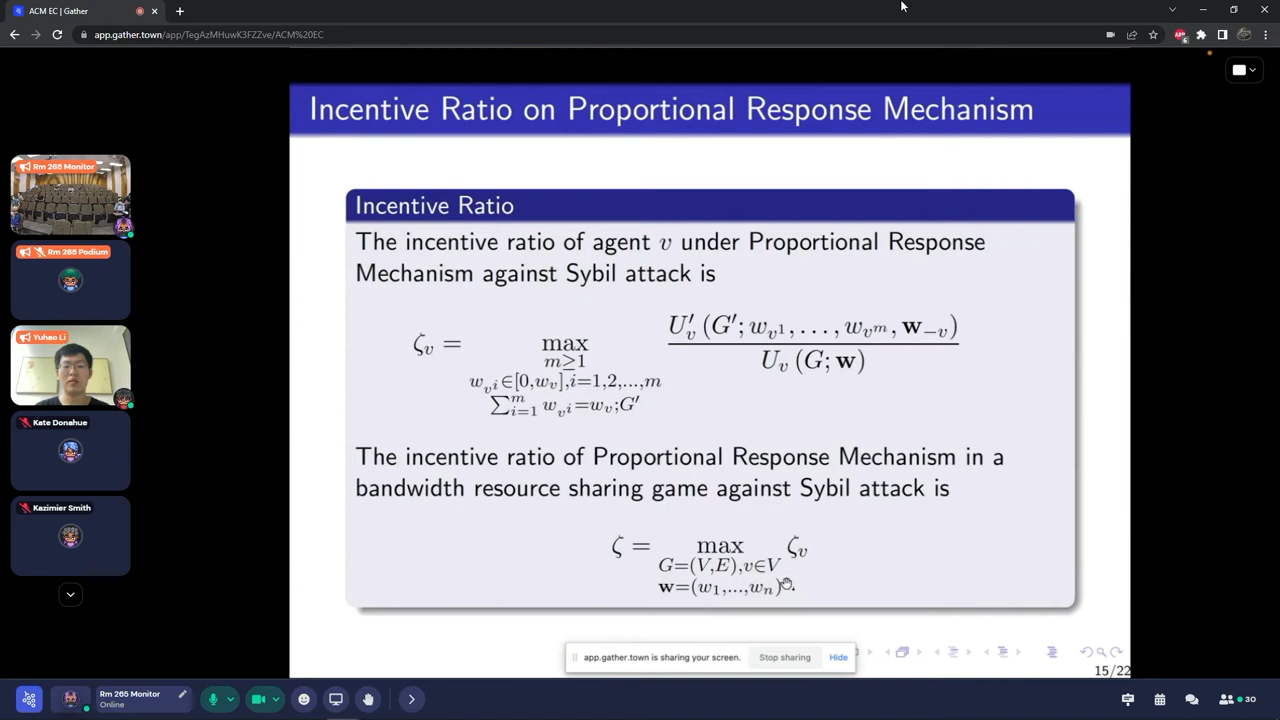 ACM EC | Gather
app.gather.town/app/TegAzMHuwK3FZZve/ACM%20EC
6
Incentive Ratio on Proportional Response Mechanism
Rm 265 Monitor
Rm 265 Podium
Yuhao Li
Kate Donahue
Kazimier Smith
Incentive Ratio
The incentive ratio of agent v under Proportional Response
Mechanism against Sybil attack is
ζ_v = max_{m≥1, w_{v^i}∈[0,w_v],i=1,2,...,m, ∑_{i=1}^m w_{v^i}=w_v;G′} U′_v (G′; w_{v^1}, . . . , w_{v^m}, w_{−v}) / U_v (G; w)
The incentive ratio of Proportional Response Mechanism in a
bandwidth resource sharing game against Sybil attack is
ζ = max_{G=(V,E),v∈V, w=(w_1,...,w_n)} ζ_v
.
app.gather.town is sharing your screen.
Stop sharing
Hide
15/22
Rm 265 Monitor
Online
30